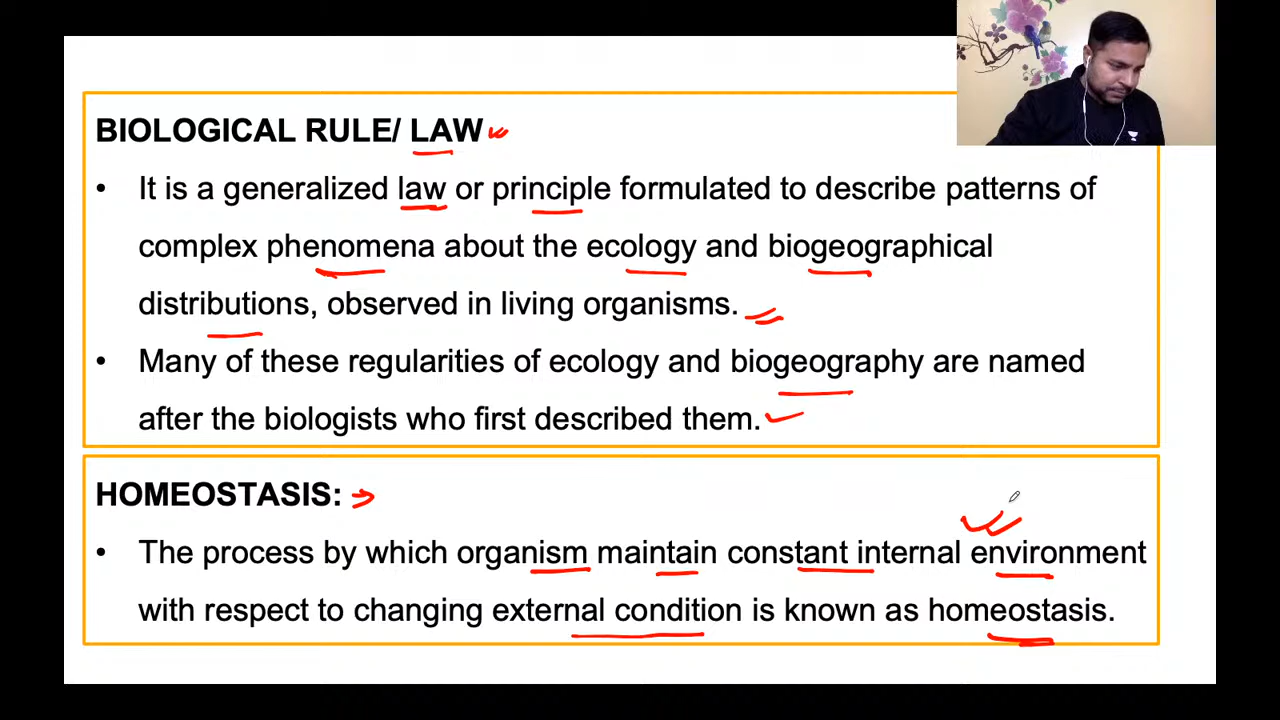 BIOLOGICAL RULE/ LAW
• It is a generalized law or principle formulated to describe patterns of
complex phenomena about the ecology and biogeographical
distributions, observed in living organisms.
• Many of these regularities of ecology and biogeography are named
after the biologists who first described them.
HOMEOSTASIS:
• The process by which organism maintain constant internal environment
with respect to changing external condition is known as homeostasis.